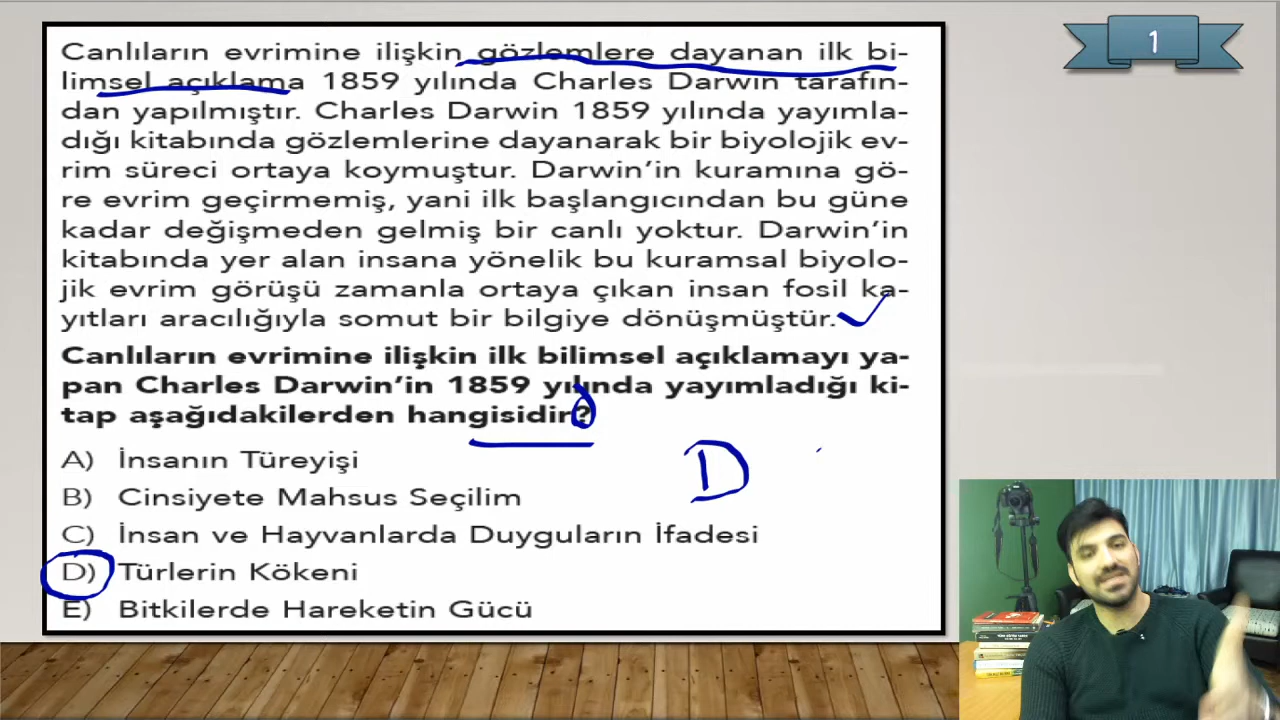 1
Canlıların evrimine ilişkin gözlemlere dayanan ilk bi-
limsel açıklama 1859 yılında Charles Darwin tarafın-
dan yapılmıştır. Charles Darwin 1859 yılında yayımla-
dığı kitabında gözlemlerine dayanarak bir biyolojik ev-
rim süreci ortaya koymuştur. Darwin’in kuramına gö-
re evrim geçirmemiş, yani ilk başlangıcından bu güne
kadar değişmeden gelmiş bir canlı yoktur. Darwin’in
kitabında yer alan insana yönelik bu kuramsal biyolo-
jik evrim görüşü zamanla ortaya çıkan insan fosil ka-
yıtları aracılığıyla somut bir bilgiye dönüşmüştür.
Canlıların evrimine ilişkin ilk bilimsel açıklamayı ya-
pan Charles Darwin’in 1859 yılında yayımladığı ki-
tap aşağıdakilerden hangisidir?
A) İnsanın Türeyişi
B) Cinsiyete Mahsus Seçilim
C) İnsan ve Hayvanlarda Duyguların İfadesi
D) Türlerin Kökeni
E) Bitkilerde Hareketin Gücü
D